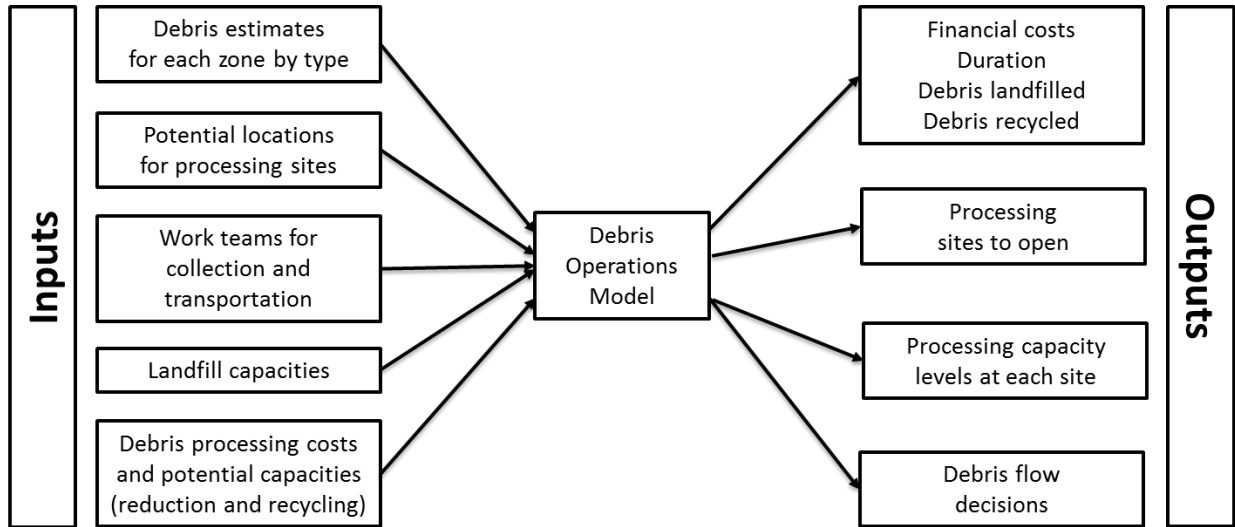 Inputs
Debris estimates
for each zone by type
Potential locations
for processing sites
Work teams for
collection and
transportation
Landfill capacities
Debris processing costs
and potential capacities
(reduction and recycling)
Debris
Operations
Model
Financial costs
Duration
Debris landfilled
Debris recycled
Processing
sites to open
Processing capacity
levels at each site
Debris flow
decisions
Outputs